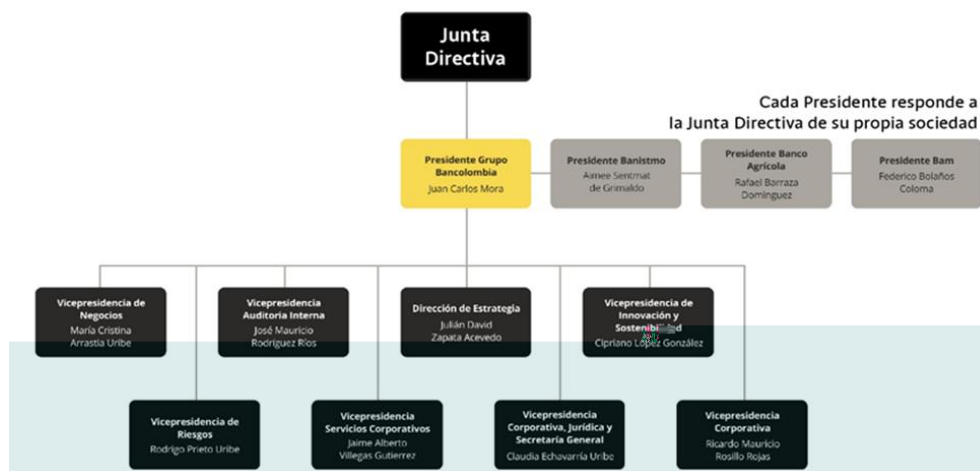 Junta
Directiva
Cada Presidente responde a
la Junta Directiva de su propia sociedad
Presidente Grupo
Bancolombia
Juan Carlos Mora
Presidente Banistmo
Aimee Sentmat
de Grimaldo
Presidente Banco
Agrícola
Rafael Barraza
Domínguez
Presidente Bam
Federico Bolaños
Coloma
Vicepresidencia de
Negocios
María Cristina
Arrastia Uribe
Vicepresidencia
Auditoria Interna
José Mauricio
Rodríguez Ríos
Dirección de Estrategia
Julián David
Zapata Acevedo
Vicepresidencia de
Innovación y
Sostenibilidad
Cipriano López González
Vicepresidencia de
Riesgos
Rodrigo Prieto Uribe
Vicepresidencia
Servicios Corporativos
Jaime Alberto
Villegas Gutierrez
Vicepresidencia
Corporativa, Jurídica y
Secretaría General
Claudia Echavarría Uribe
Vicepresidencia
Corporativa
Ricardo Mauricio
Rosillo Rojas